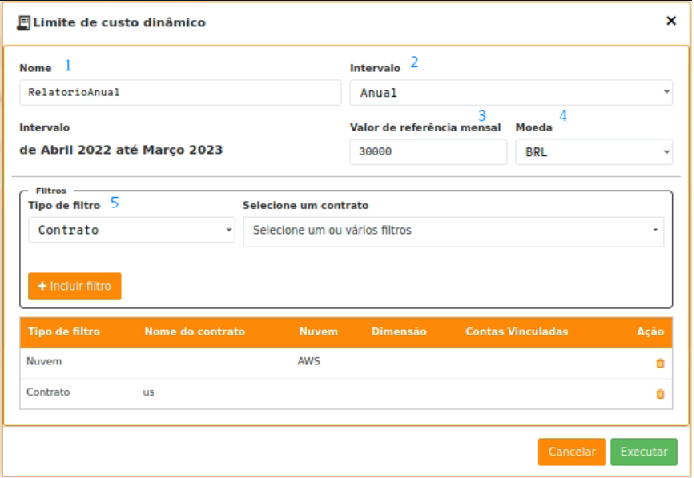 Limite de custo dinâmico
Nome 1
Intervalo 2
RelatorioAnual
Anual
Intervalo
Valor de referência mensal 3
Moeda 4
de Abril 2022 até Março 2023
30000
BRL
Filtros
Tipo de filtro 5
Selecione um contrato
Contrato
Selecione um ou vários filtros
+ Incluir filtro
Tipo de filtro Nome do contrato Nuvem Dimensão Contas Vinculadas Ação
Nuvem AWS
Contrato us
Cancelar Executar